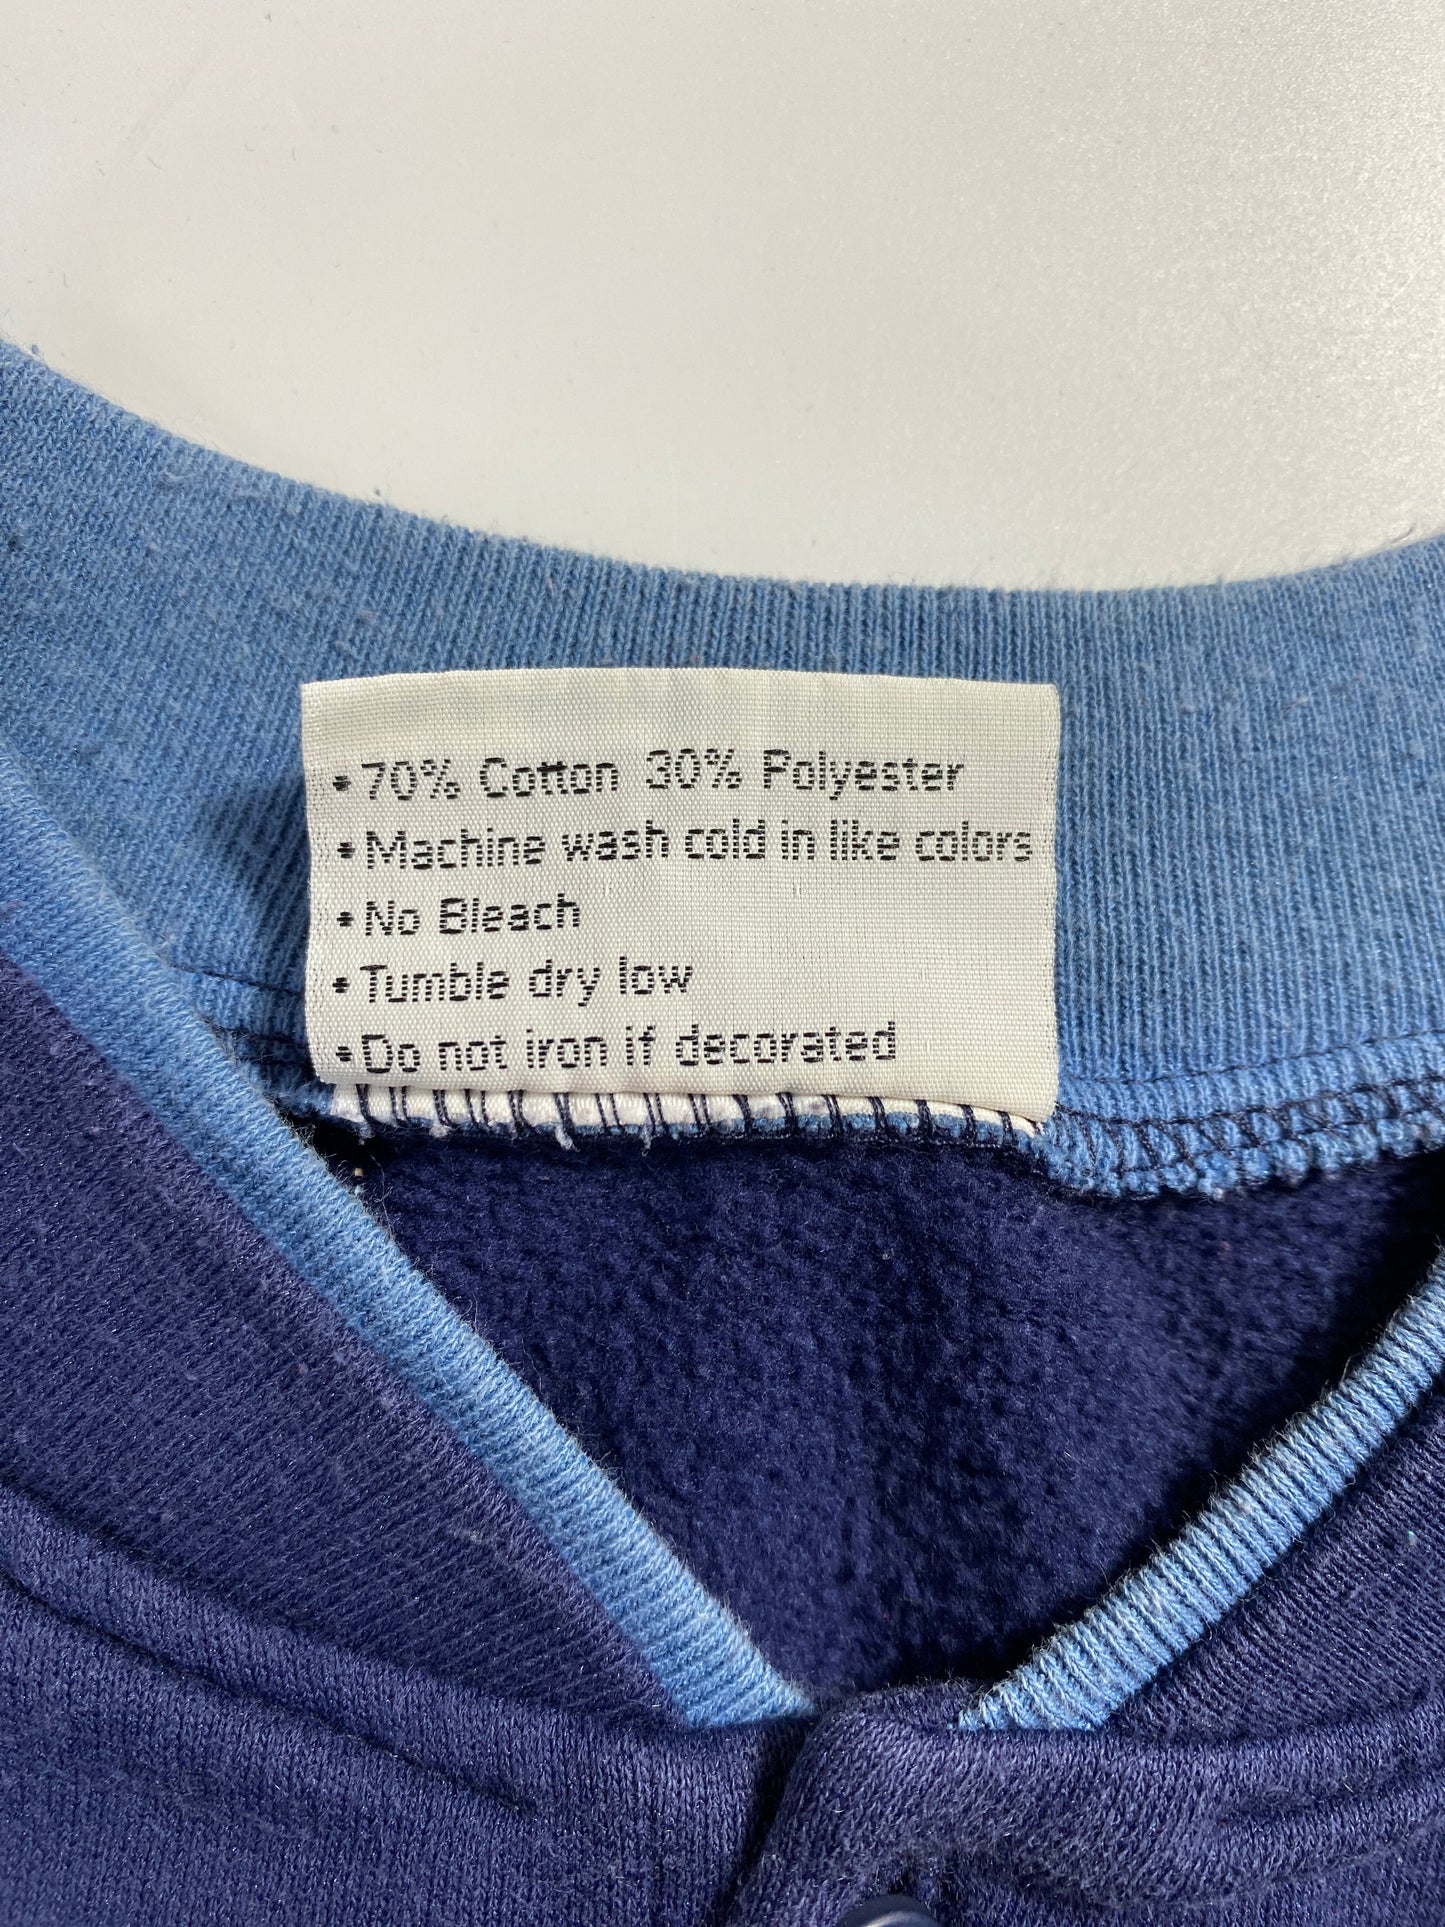 • 70% Cotton 30% Polyester
• Machine wash cold in like colors
• No Bleach
• Tumble dry low
• Do not iron if decorated